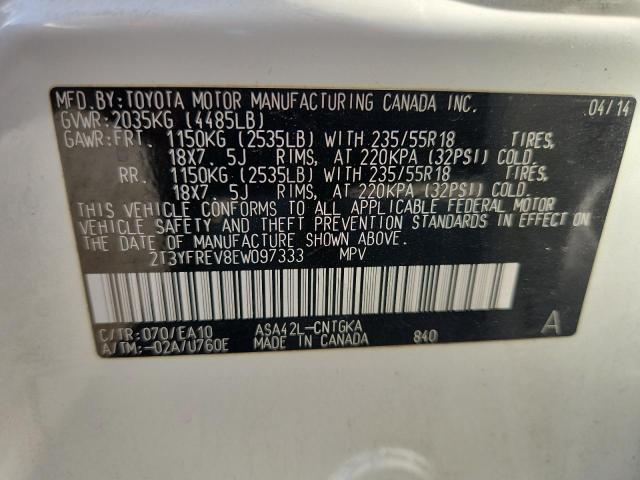 MFD.BY:TOYOTA MOTOR MANUFACTURING CANADA INC. 04/14
GVWR:2035KG (4485LB)
GAWR:FRT. 1150KG (2535LB) WITH 235/55R18 TIRES,
18X7.5J RIMS, AT 220KPA (32PSI) COLD.
RR. 1150KG (2535LB) WITH 235/55R18 TIRES,
18X7.5J RIMS, AT 220KPA (32PSI) COLD.
THIS VEHICLE CONFORMS TO ALL APPLICABLE FEDERAL MOTOR
VEHICLE SAFETY AND THEFT PREVENTION STANDARDS IN EFFECT ON
THE DATE OF MANUFACTURE SHOWN ABOVE.
2T3YFREV8EW097333 MPV
C/TR:070/EA10 ASA42L-CNTGKA A
A/TM:-02A/U760E MADE IN CANADA 840